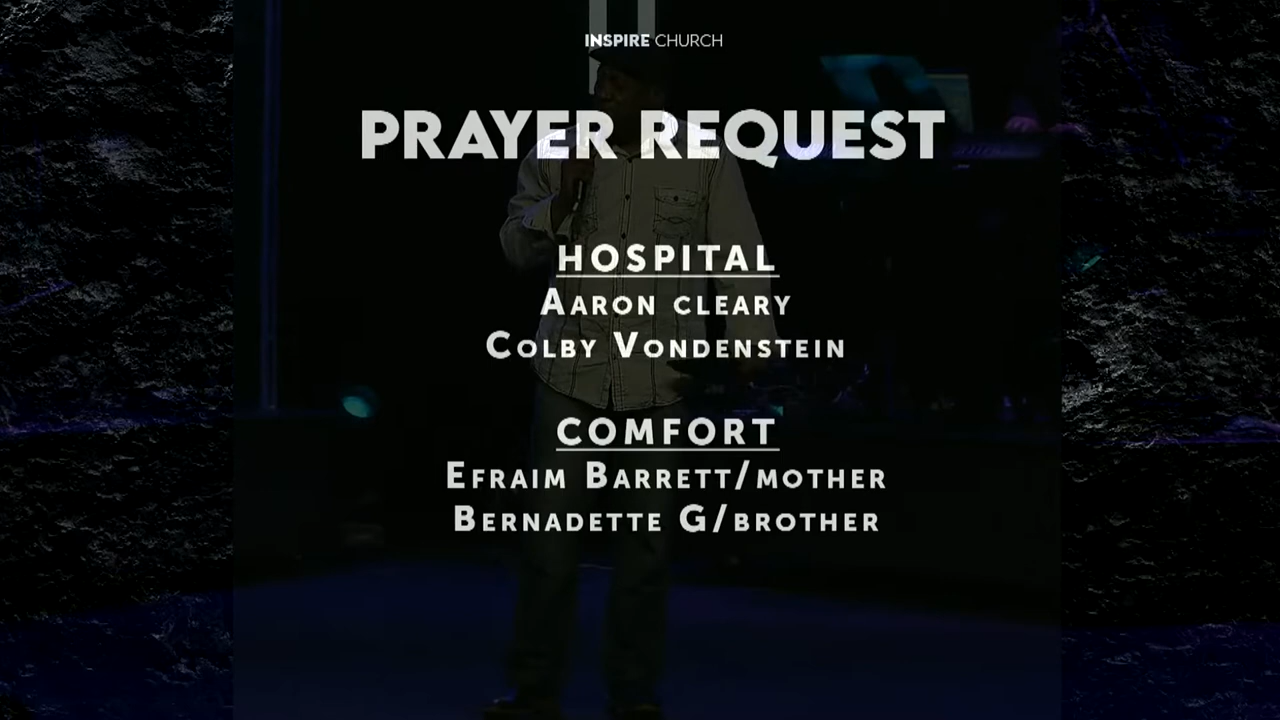 INSPIRE CHURCH
PRAYER REQUEST
HOSPITAL
AARON CLEARY
COLBY VONDENSTEIN
COMFORT
EFRAIM BARRETT/MOTHER
BERNADETTE G/BROTHER